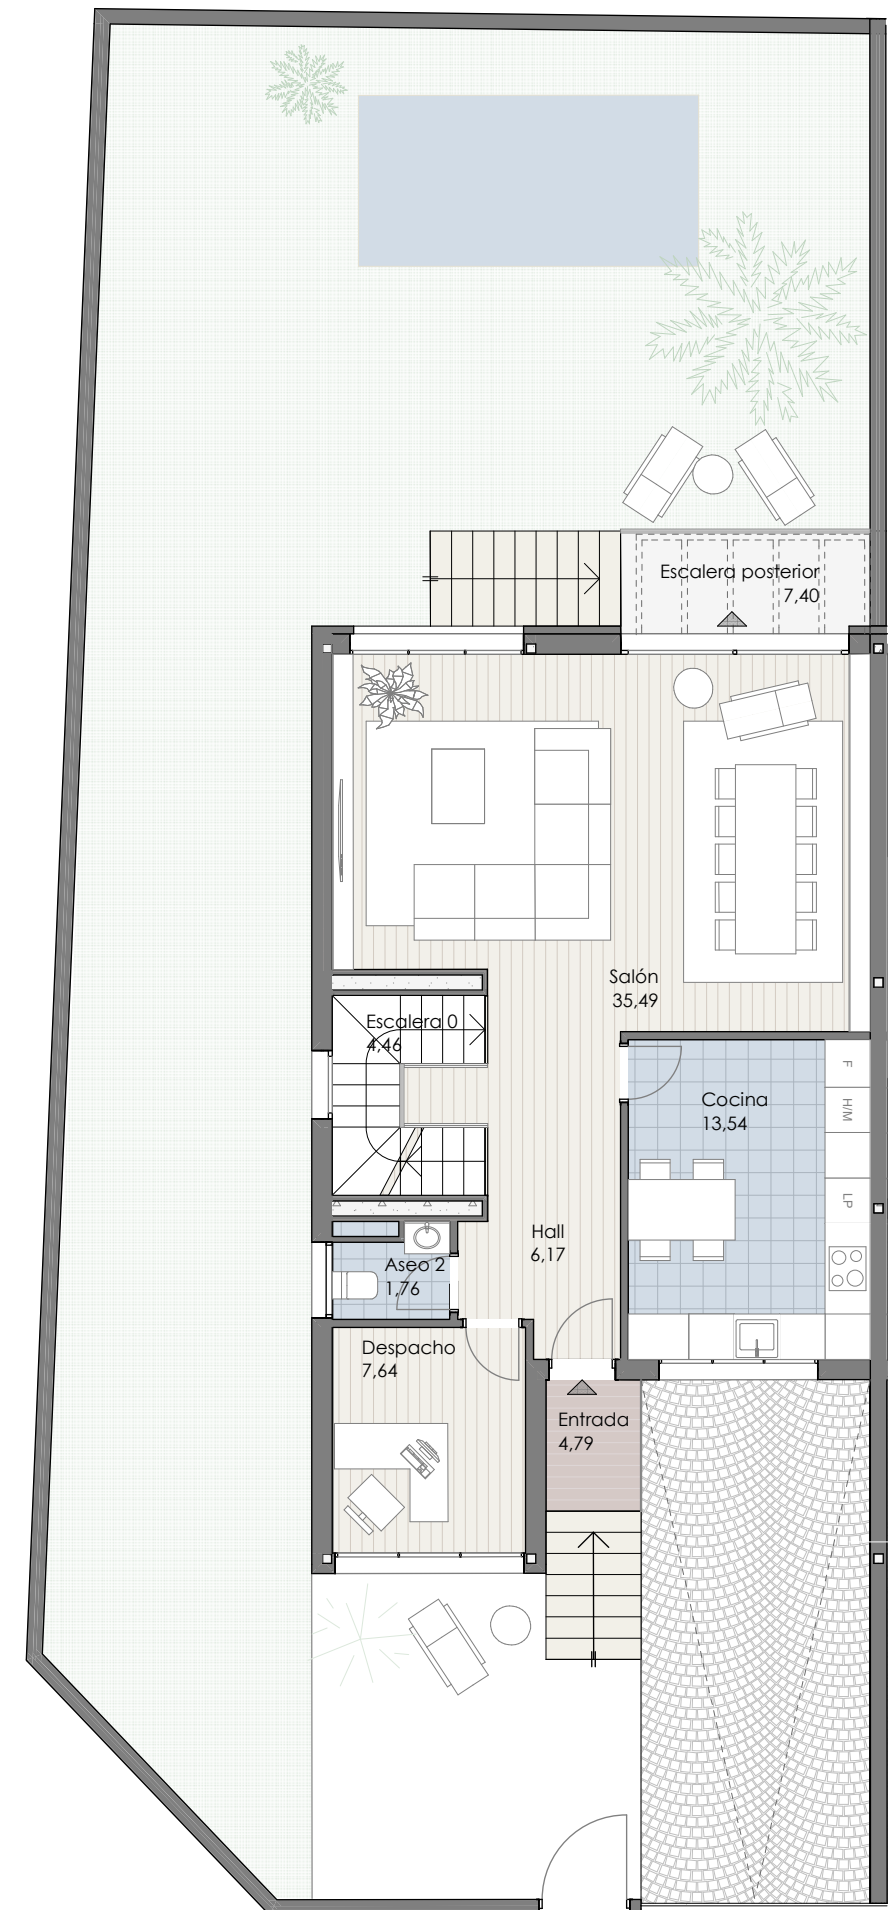 Escalera posterior
7,40
Salón
35,49
Escalera 0
4,46
F
H/M
Cocina
13,54
LP
Hall
6,17
Aseo 2
1,76
Despacho
7,64
Entrada
4,79